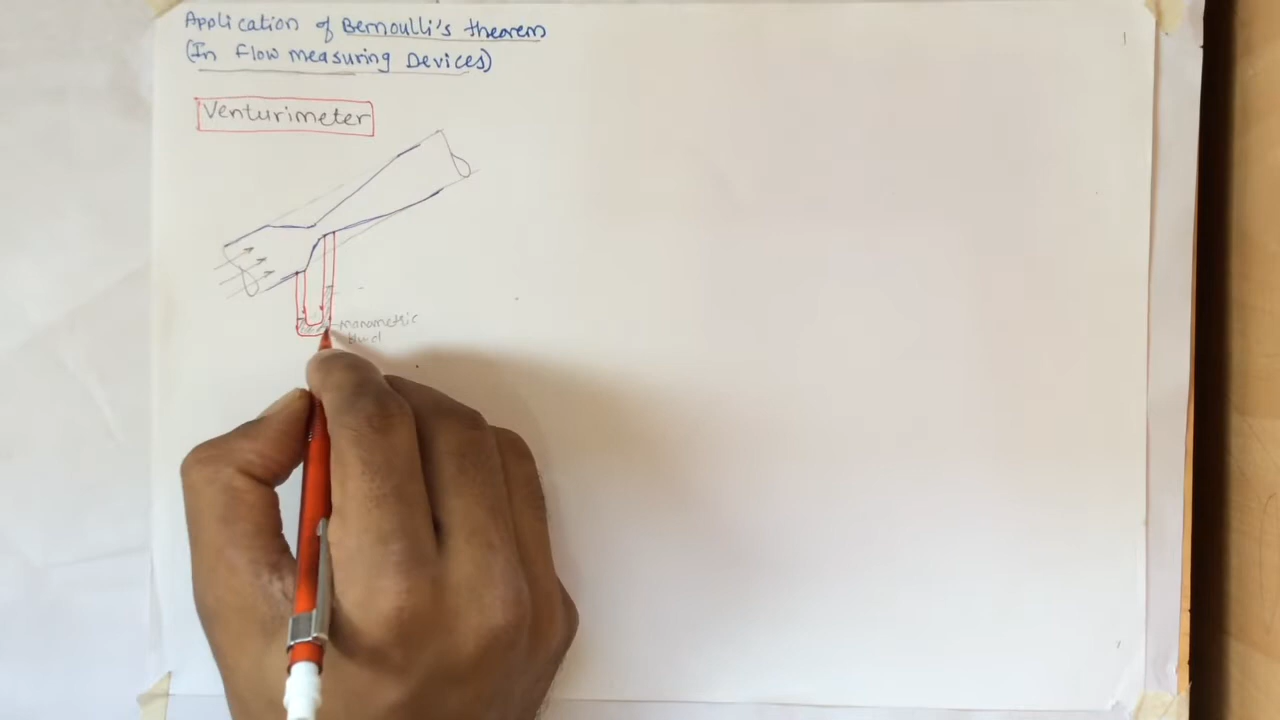 Application of Bernoulli's theorem
(In Flow measuring Devices)
Venturimeter
manometric
fluid